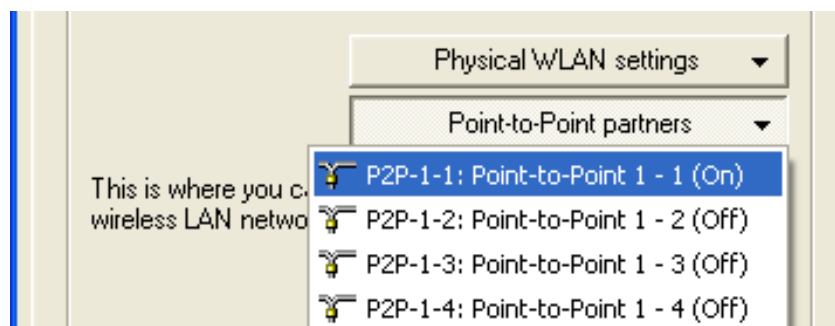 Physical WLAN settings
Point-to-Point partners
P2P-1-1: Point-to-Point 1 - 1 (On)
This is where you
P2P-1-2: Point-to-Point 1 - 2 (Off)
wireless LAN
P2P-1-3: Point-to-Point 1 - 3 (Off)
P2P-1-4: Point-to-Point 1 - 4 (Off)